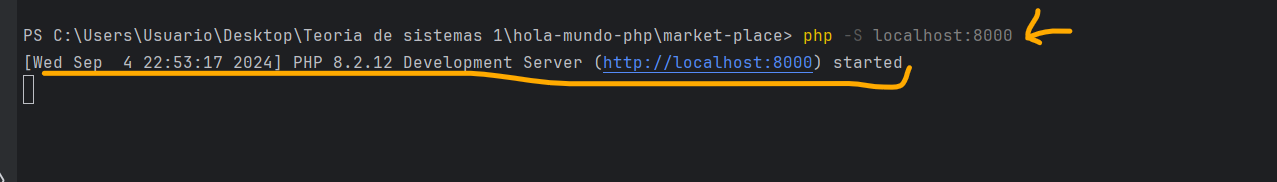 PS C:\Users\Usuario\Desktop\Teoria de sistemas 1\hola-mundo-php\market-place> php -S localhost:8000
[Wed Sep  4 22:53:17 2024] PHP 8.2.12 Development Server (http://localhost:8000) started